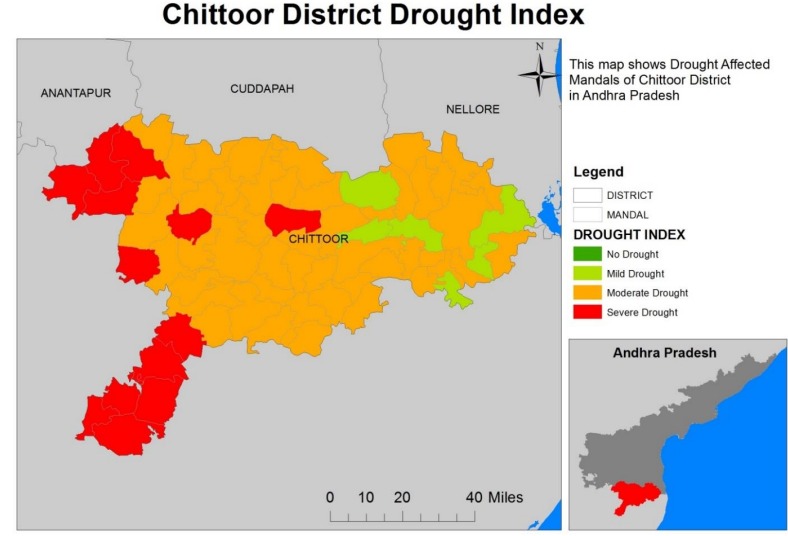 Chittoor District Drought Index
N
This map shows Drought Affected
Mandals of Chittoor District
in Andhra Pradesh
ANANTAPUR
CUDDAPAH
NELLORE
CHITTOOR
Legend
DISTRICT
MANDAL
DROUGHT INDEX
No Drought
Mild Drought
Moderate Drought
Severe Drought
Andhra Pradesh
0 10 20 40 Miles